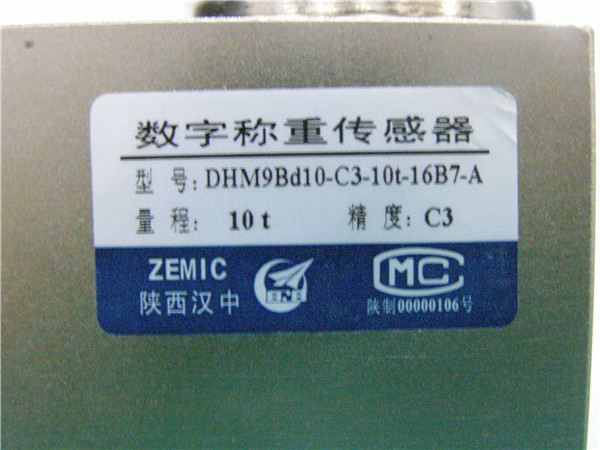 数字称重传感器
型 号: DHM9Bd10-C3-10t-16B7-A
量 程: 10 t 精 度: C3
ZEMIC MC
陕西汉中 陕制00000106号